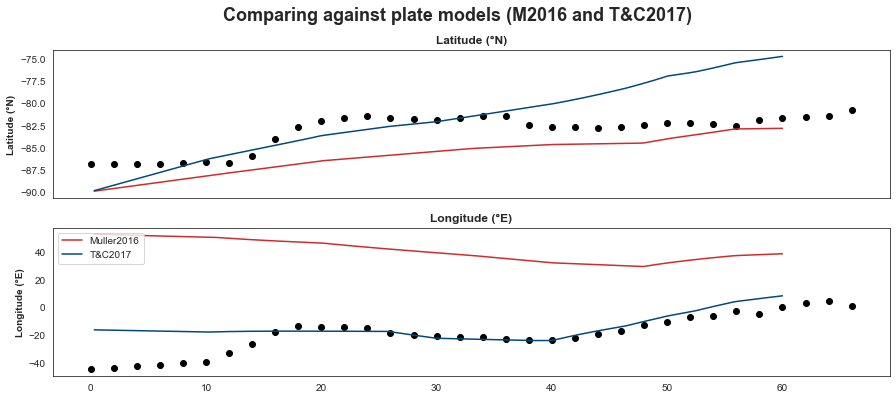 Comparing against plate models (M2016 and T&C2017)
Latitude (°N)
Latitude (°N)
−75.0
−77.5
−80.0
−82.5
−85.0
−87.5
−90.0
Longitude (°E)
Longitude (°E)
Muller2016
T&C2017
40
20
0
−20
−40
0 10 20 30 40 50 60